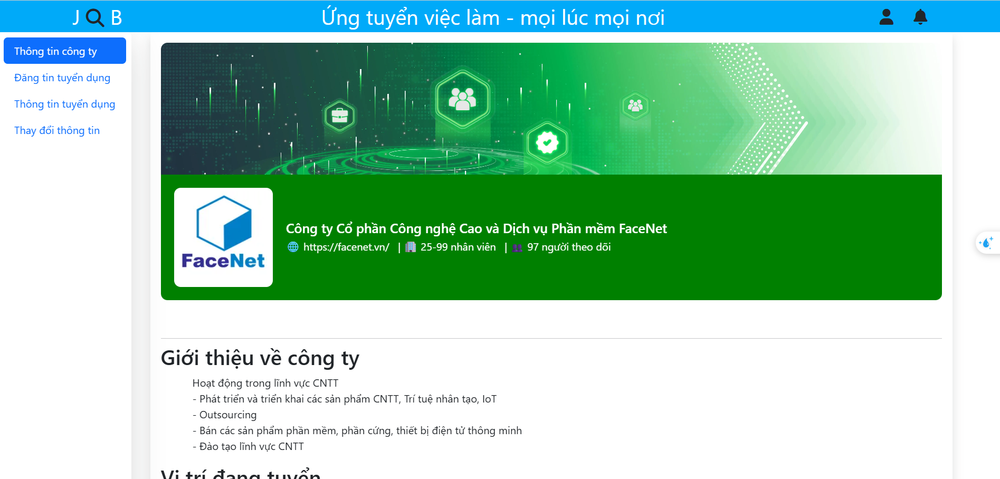 J B
Ứng tuyển việc làm - mọi lúc mọi nơi
Thông tin công ty
Đăng tin tuyển dụng
Thông tin tuyển dụng
Thay đổi thông tin
FaceNet
Công ty Cổ phần Công nghệ Cao và Dịch vụ Phần mềm FaceNet
https://facenet.vn/ | 25-99 nhân viên | 97 người theo dõi
Giới thiệu về công ty
Hoạt động trong lĩnh vực CNTT
- Phát triển và triển khai các sản phẩm CNTT, Trí tuệ nhân tạo, IoT
- Outsourcing
- Bán các sản phẩm phần mềm, phần cứng, thiết bị điện tử thông minh
- Đào tạo lĩnh vực CNTT
Vị trí đang tuyển